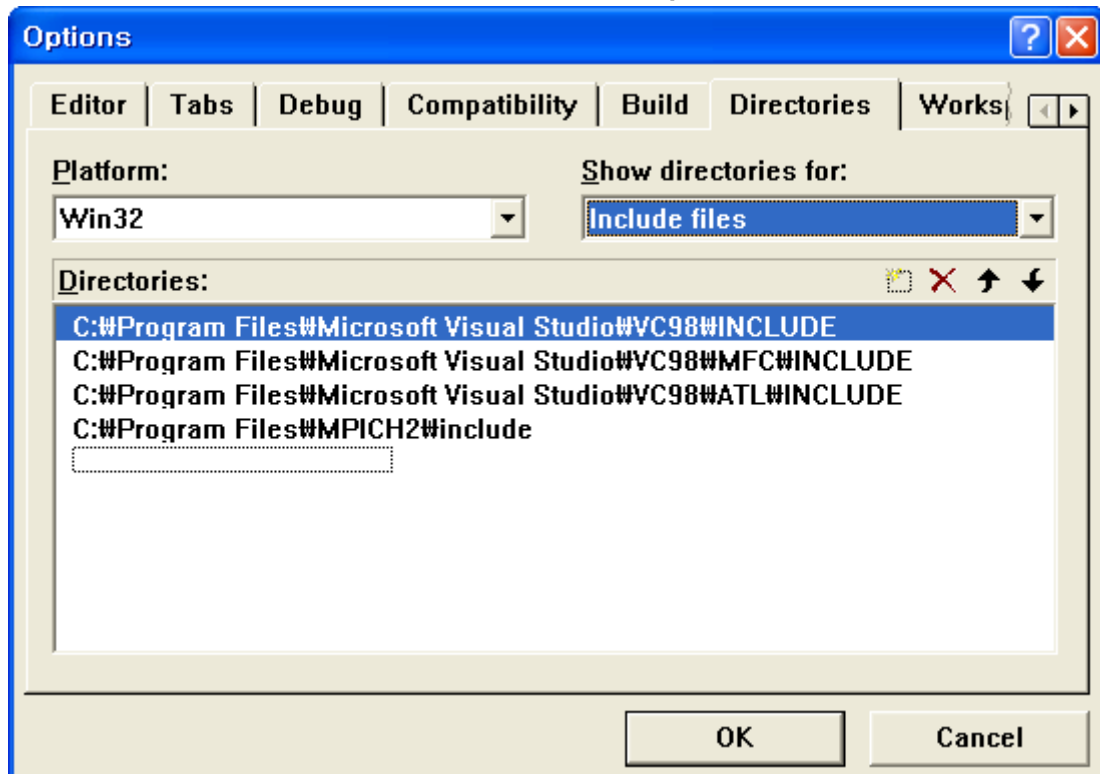 Options
Editor Tabs Debug Compatibility Build Directories Works
Platform: Show directories for:
Win32 Include files
Directories:
C:₩Program Files₩Microsoft Visual Studio₩VC98₩INCLUDE
C:₩Program Files₩Microsoft Visual Studio₩VC98₩MFC₩INCLUDE
C:₩Program Files₩Microsoft Visual Studio₩VC98₩ATL₩INCLUDE
C:₩Program Files₩MPICH2₩include
OK Cancel